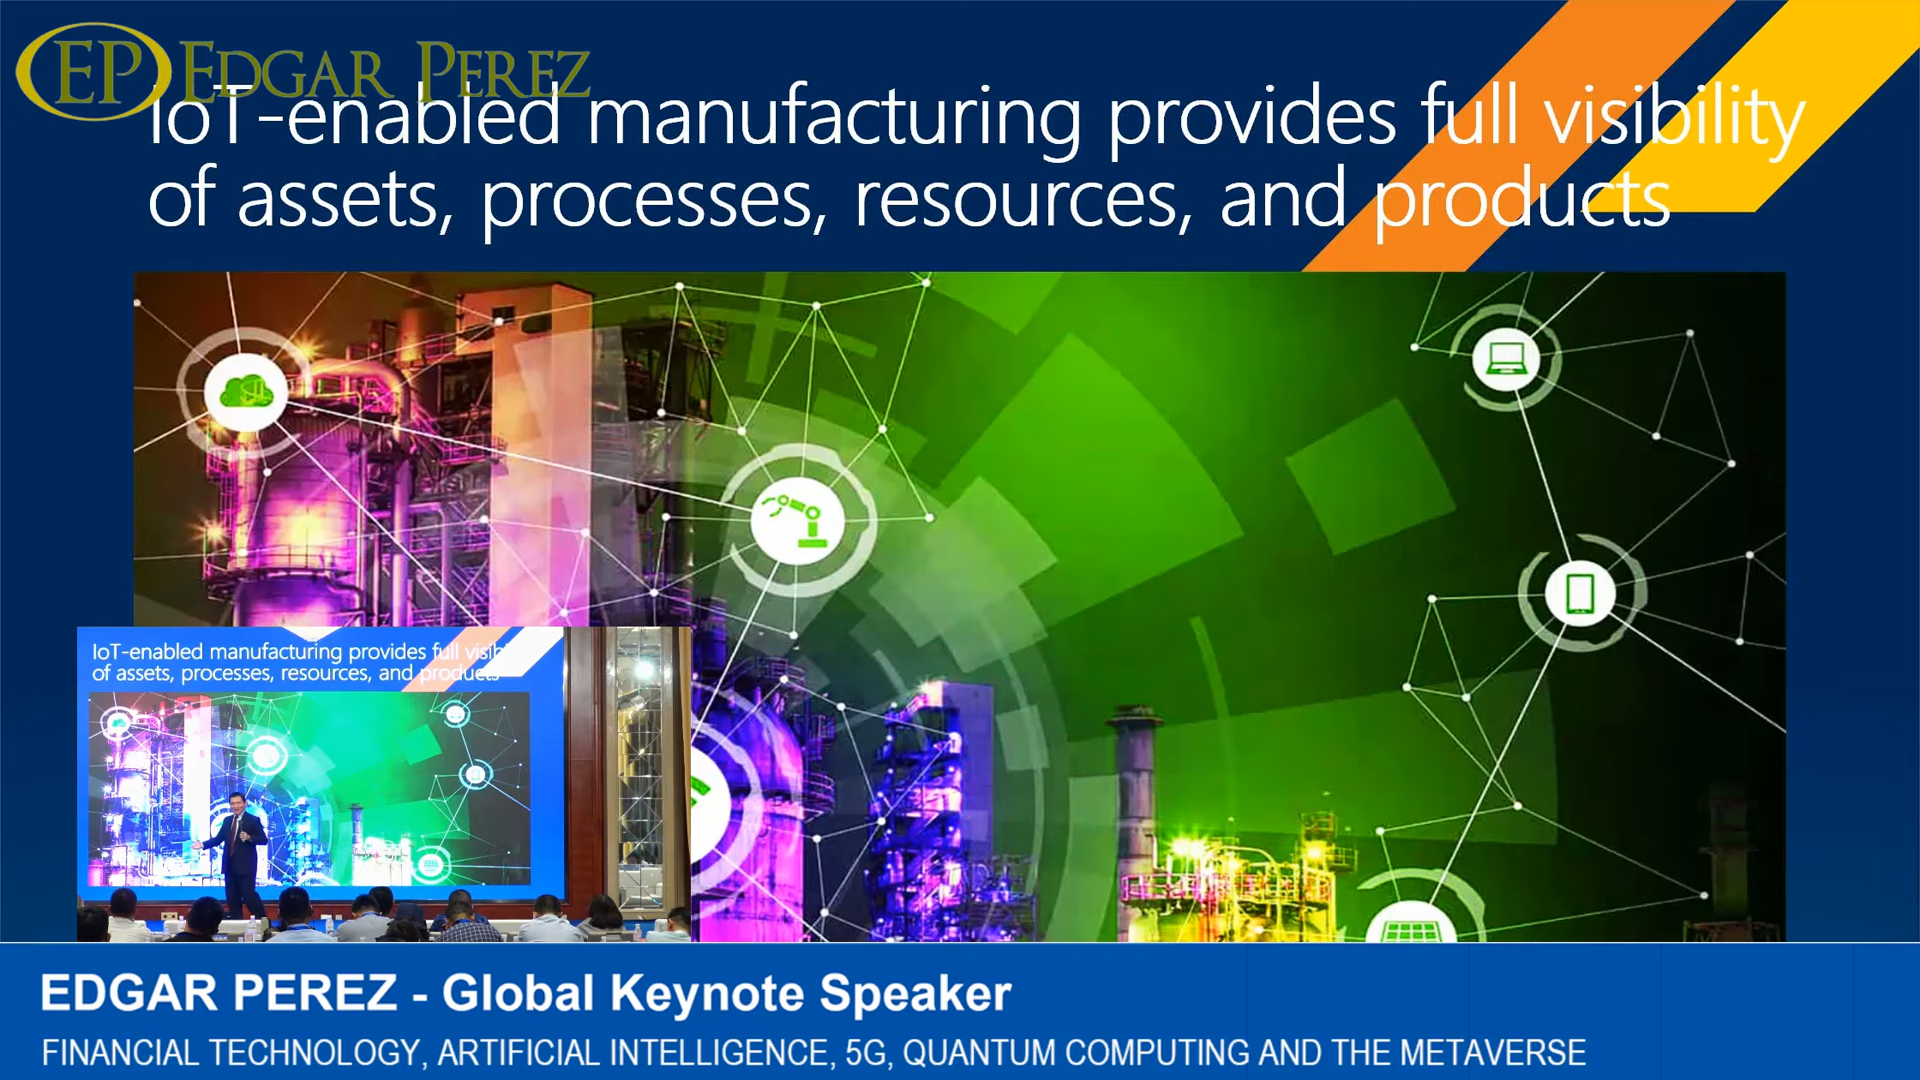 EP EDGAR PEREZ
IoT-enabled manufacturing provides full visibility
of assets, processes, resources, and products
IoT-enabled manufacturing provides full visib
of assets, processes, resources, and products
EDGAR PEREZ - Global Keynote Speaker
FINANCIAL TECHNOLOGY, ARTIFICIAL INTELLIGENCE, 5G, QUANTUM COMPUTING AND THE METAVERSE